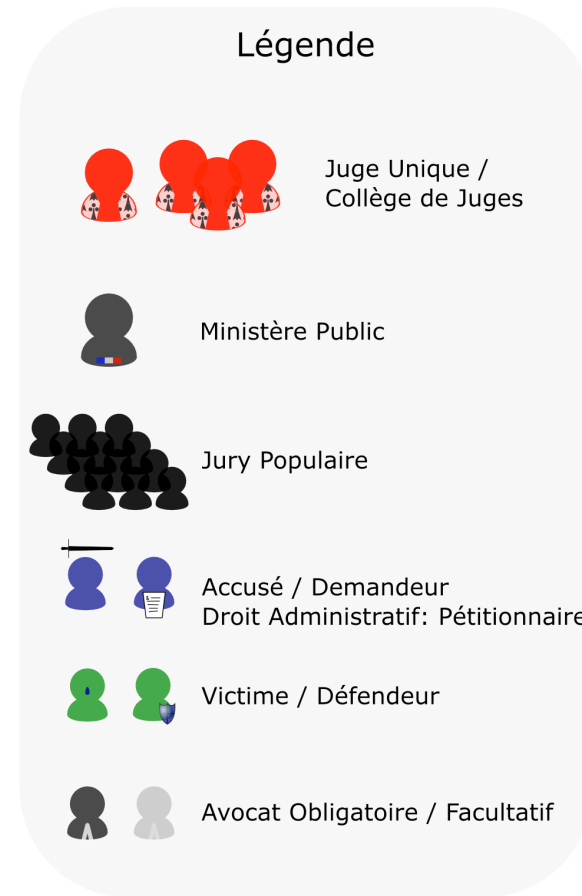 Légende
Juge Unique /
Collège de Juges
Ministère Public
Jury Populaire
Accusé / Demandeur
Droit Administratif: Pétitionnaire
Victime / Défendeur
Avocat Obligatoire / Facultatif